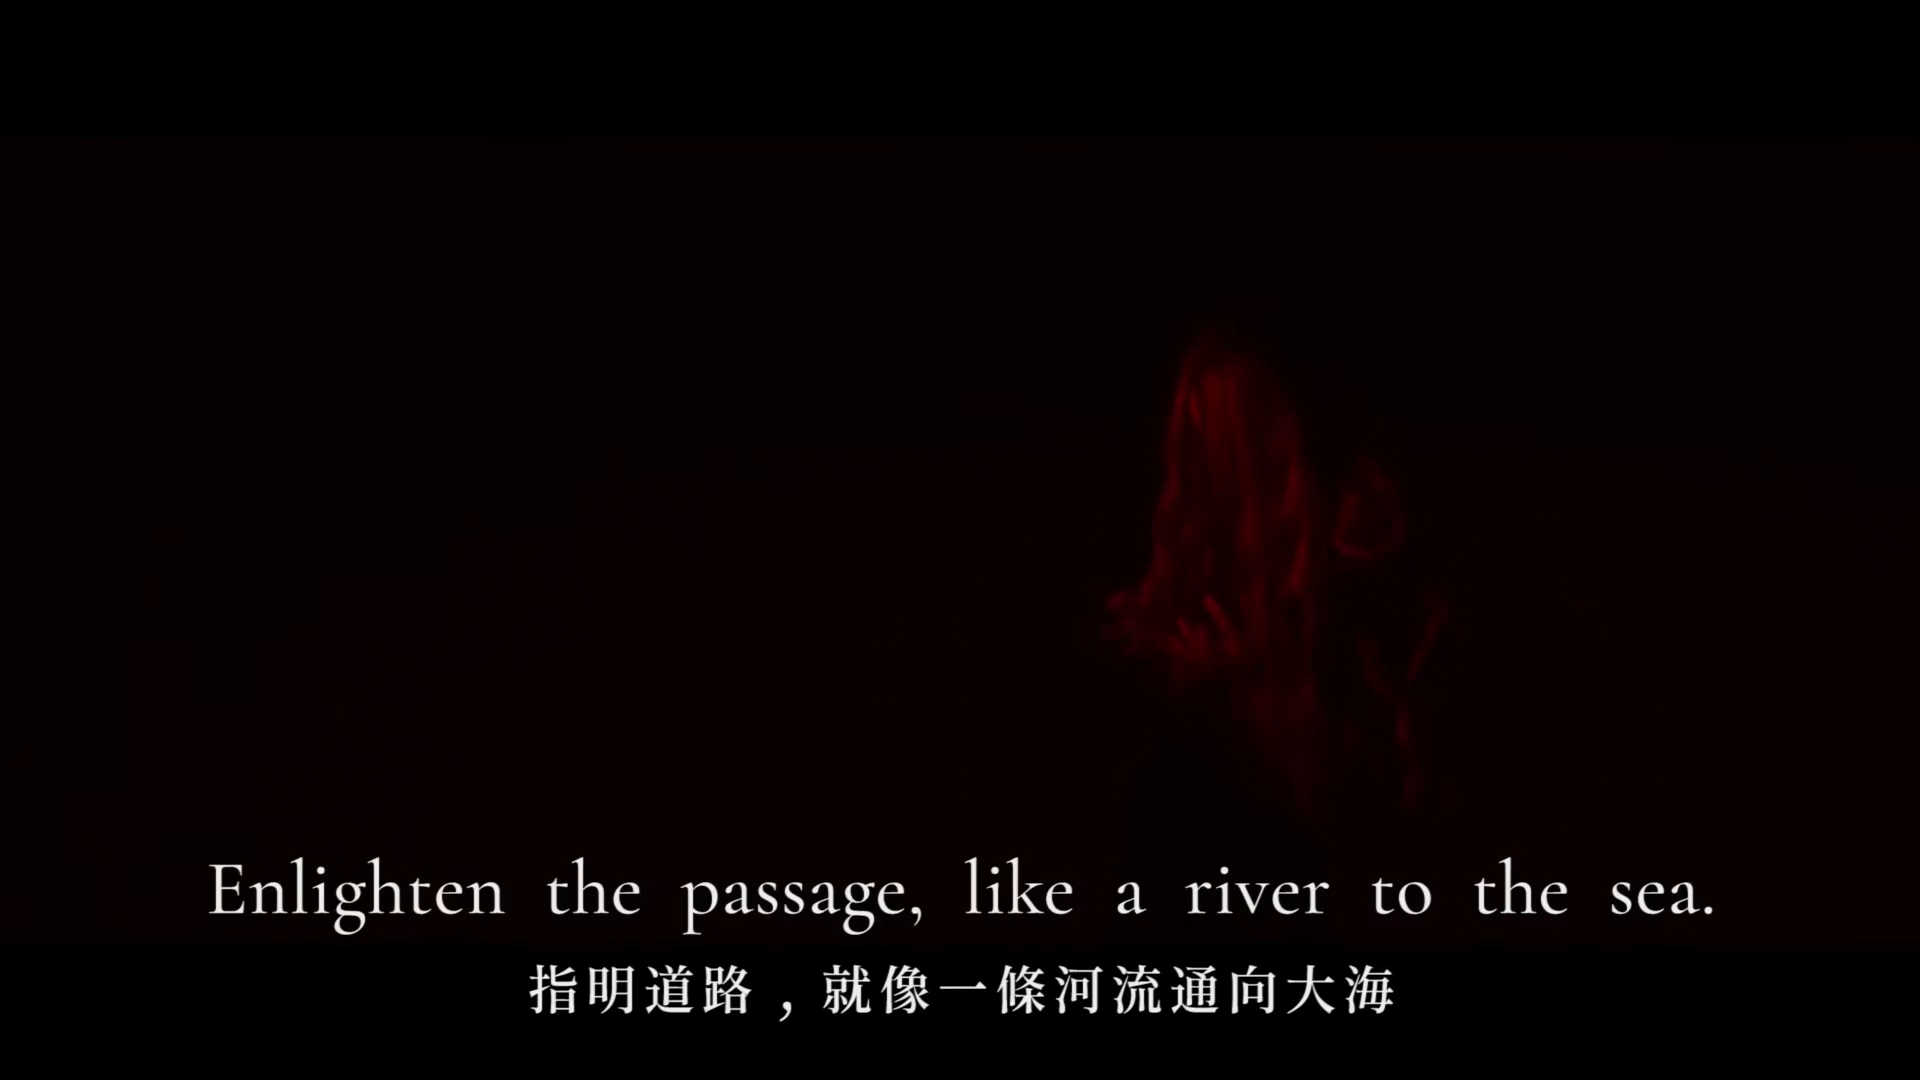 Enlighten the passage, like a river to the sea.
指明道路，就像一條河流通向大海